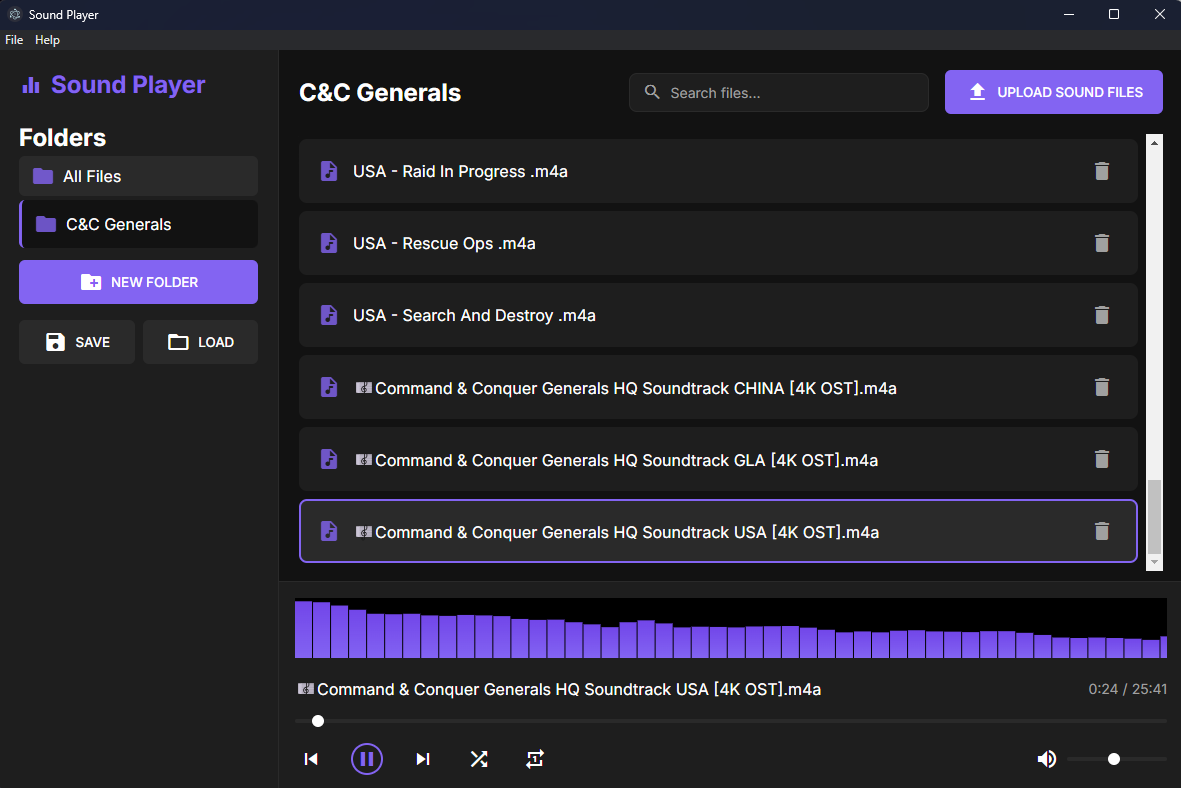 Sound Player
File Help
Sound Player
Folders
All Files
C&C Generals
NEW FOLDER
SAVE
LOAD
C&C Generals
Search files...
UPLOAD SOUND FILES
USA - Raid In Progress .m4a
USA - Rescue Ops .m4a
USA - Search And Destroy .m4a
🎼Command & Conquer Generals HQ Soundtrack CHINA [4K OST].m4a
🎼Command & Conquer Generals HQ Soundtrack GLA [4K OST].m4a
🎼Command & Conquer Generals HQ Soundtrack USA [4K OST].m4a
🎼Command & Conquer Generals HQ Soundtrack USA [4K OST].m4a
0:24 / 25:41
1